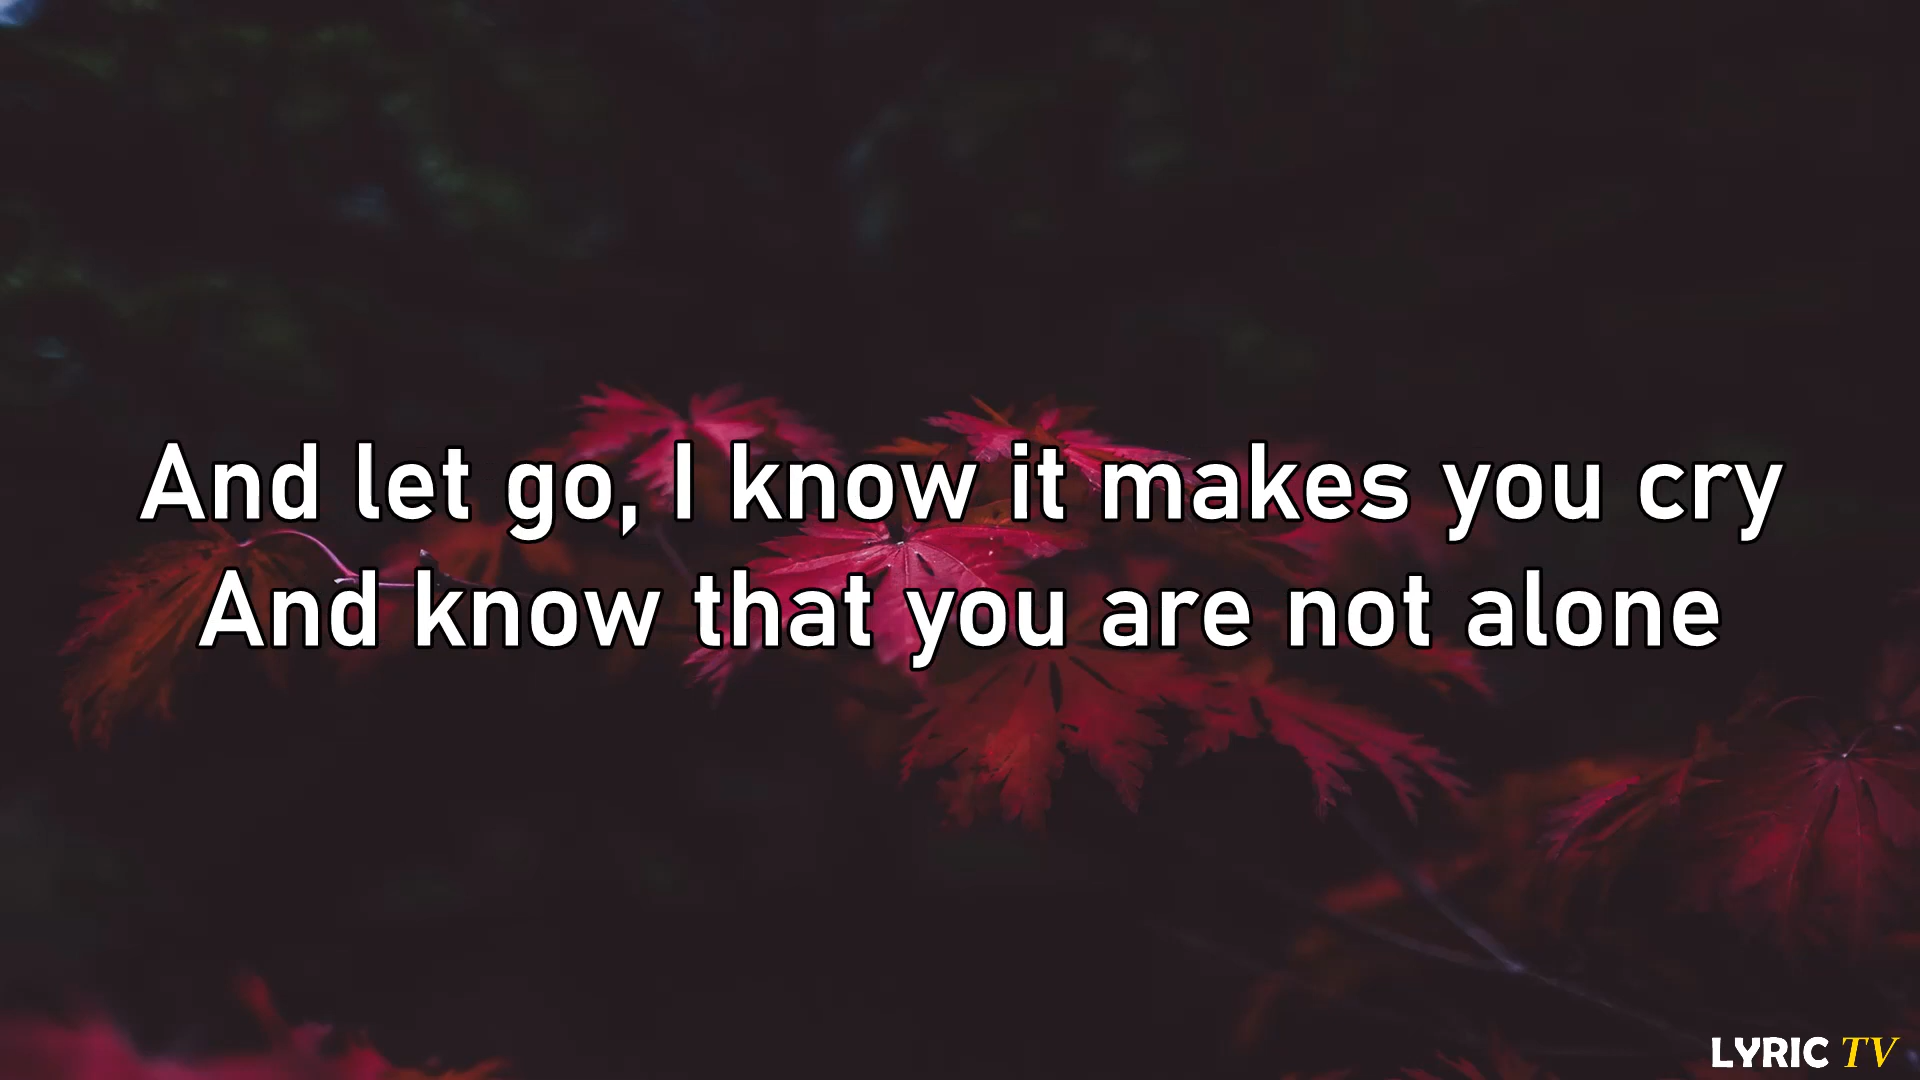 And let go, I know it makes you cry
And know that you are not alone
LYRIC TV